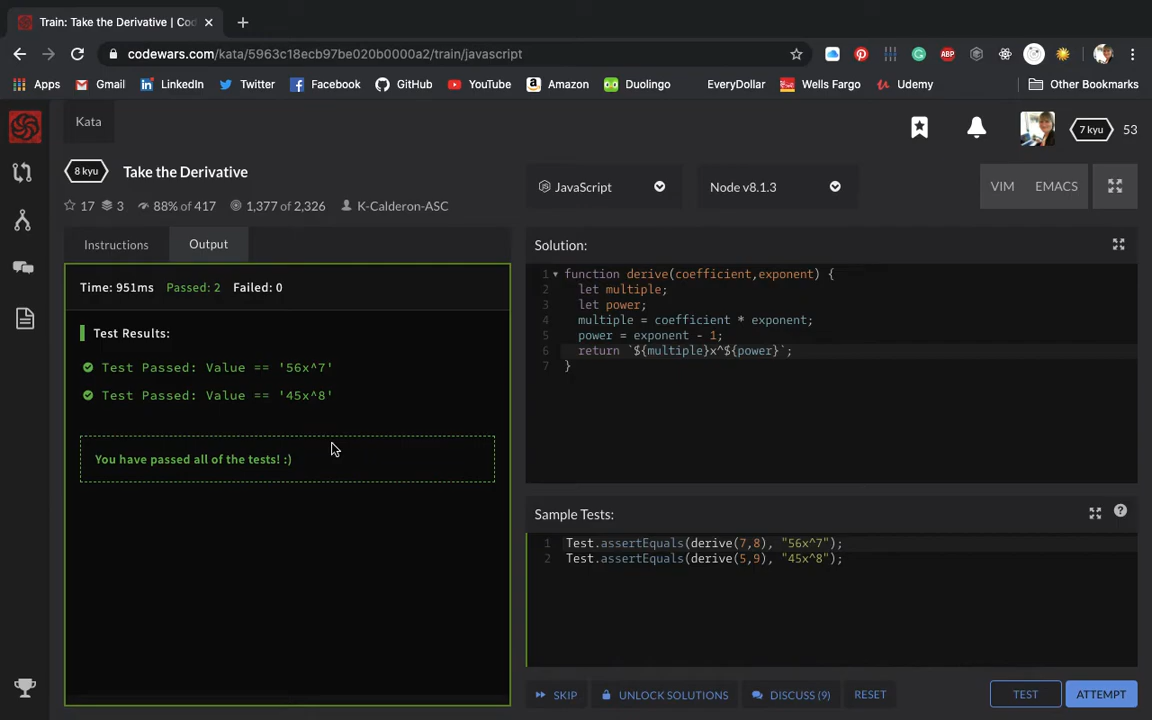 Train: Take the Derivative | Cod
codewars.com/kata/5963c18ecb97be020b0000a2/train/javascript
ABP
Apps Gmail LinkedIn Twitter Facebook GitHub YouTube Amazon Duolingo EveryDollar Wells Fargo Udemy Other Bookmarks
Kata
7 kyu 53
8 kyu Take the Derivative
17 3 88% of 417 1,377 of 2,326 K-Calderon-ASC
JavaScript Node v8.1.3 VIM EMACS
Instructions Output
Time: 951ms Passed: 2 Failed: 0
Test Results:
Test Passed: Value == '56x^7'
Test Passed: Value == '45x^8'
You have passed all of the tests! :)
Solution:
1 function derive(coefficient,exponent) {
2 let multiple;
3 let power;
4 multiple = coefficient * exponent;
5 power = exponent - 1;
6 return `${multiple}x^${power}`;
7 }
Sample Tests:
1 Test.assertEquals(derive(7,8), "56x^7");
2 Test.assertEquals(derive(5,9), "45x^8");
SKIP UNLOCK SOLUTIONS DISCUSS (9) RESET TEST ATTEMPT